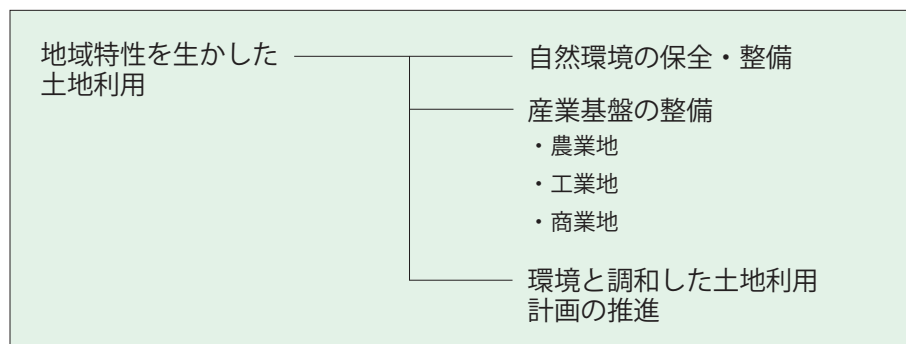 地域特性を生かした
土地利用
自然環境の保全・整備
産業基盤の整備
・農業地
・工業地
・商業地
環境と調和した土地利用
計画の推進